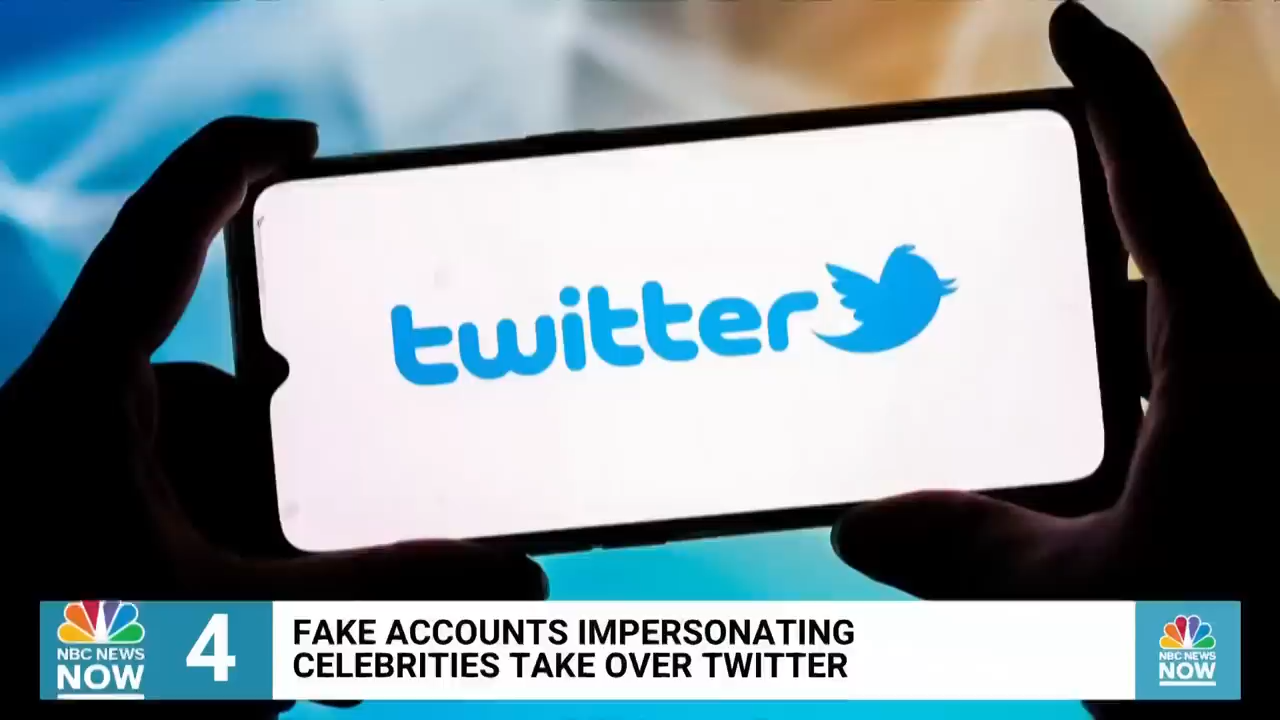 twitter
NBC NEWS
NOW
4
FAKE ACCOUNTS IMPERSONATING
CELEBRITIES TAKE OVER TWITTER
NBC NEWS
NOW